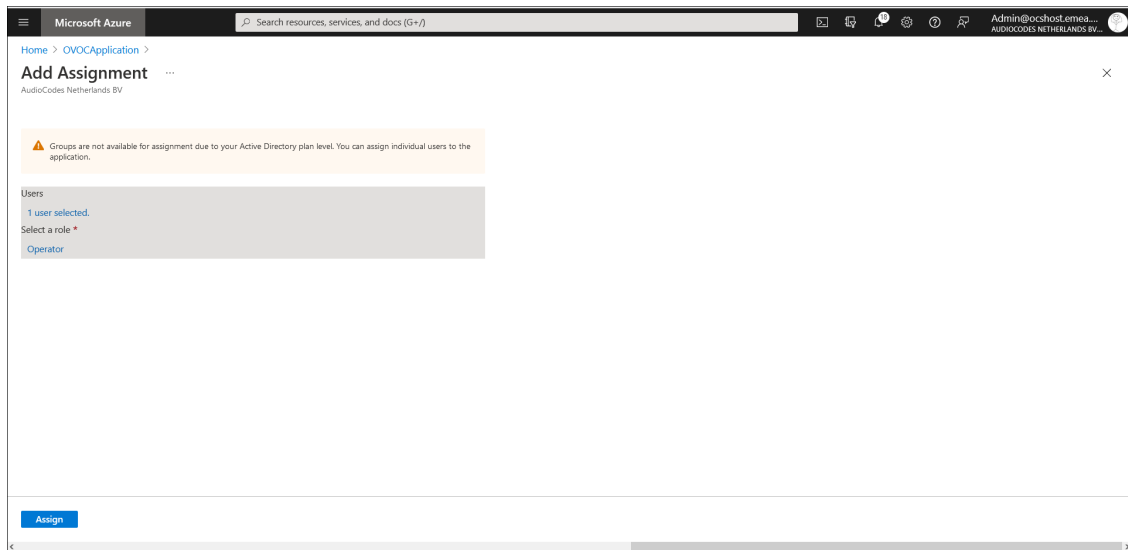 Microsoft Azure
Search resources, services, and docs (G+/)
18
Admin@ocshost.emea....
AUDIOCODES NETHERLANDS BV...
Home > OVOCApplication >
Add Assignment ...
AudioCodes Netherlands BV
Groups are not available for assignment due to your Active Directory plan level. You can assign individual users to the
application.
Users
1 user selected.
Select a role *
Operator
Assign